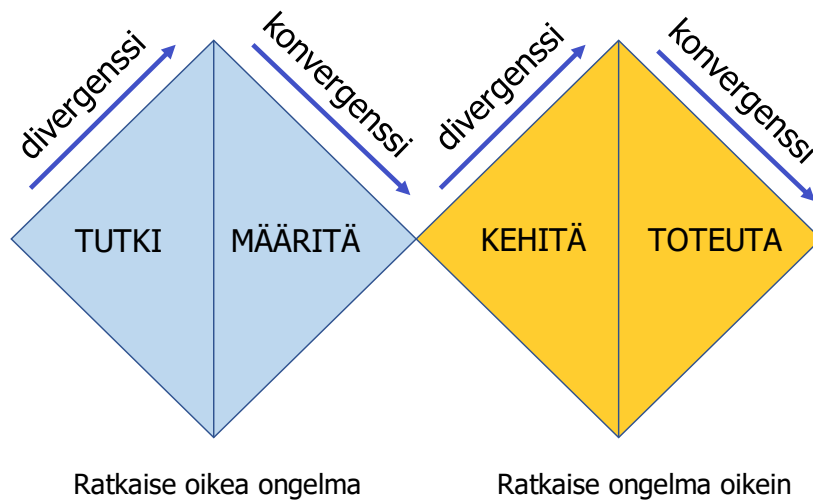 divergenssi
konvergenssi
divergenssi
konvergenssi
TUTKI
MÄÄRITÄ
KEHITÄ
TOTEUTA
Ratkaise oikea ongelma
Ratkaise ongelma oikein